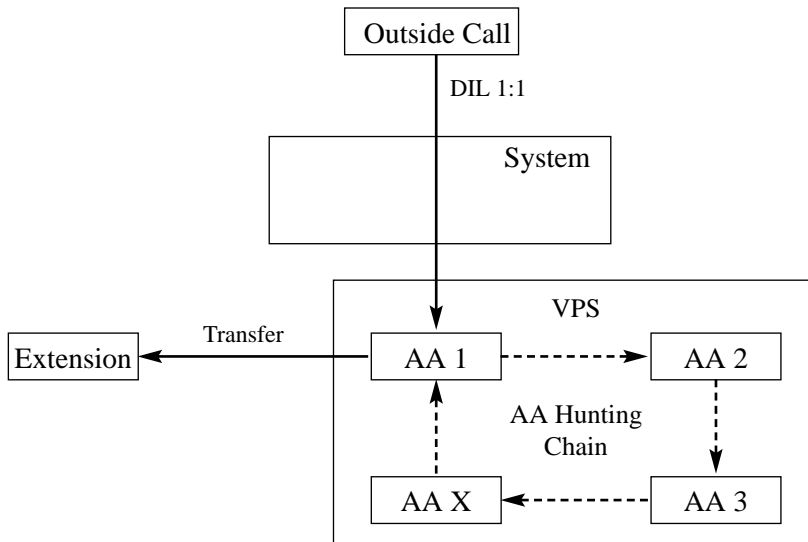 Outside Call
DIL 1:1
System
VPS
Transfer
Extension
AA 1
AA 2
AA Hunting
Chain
AA X
AA 3